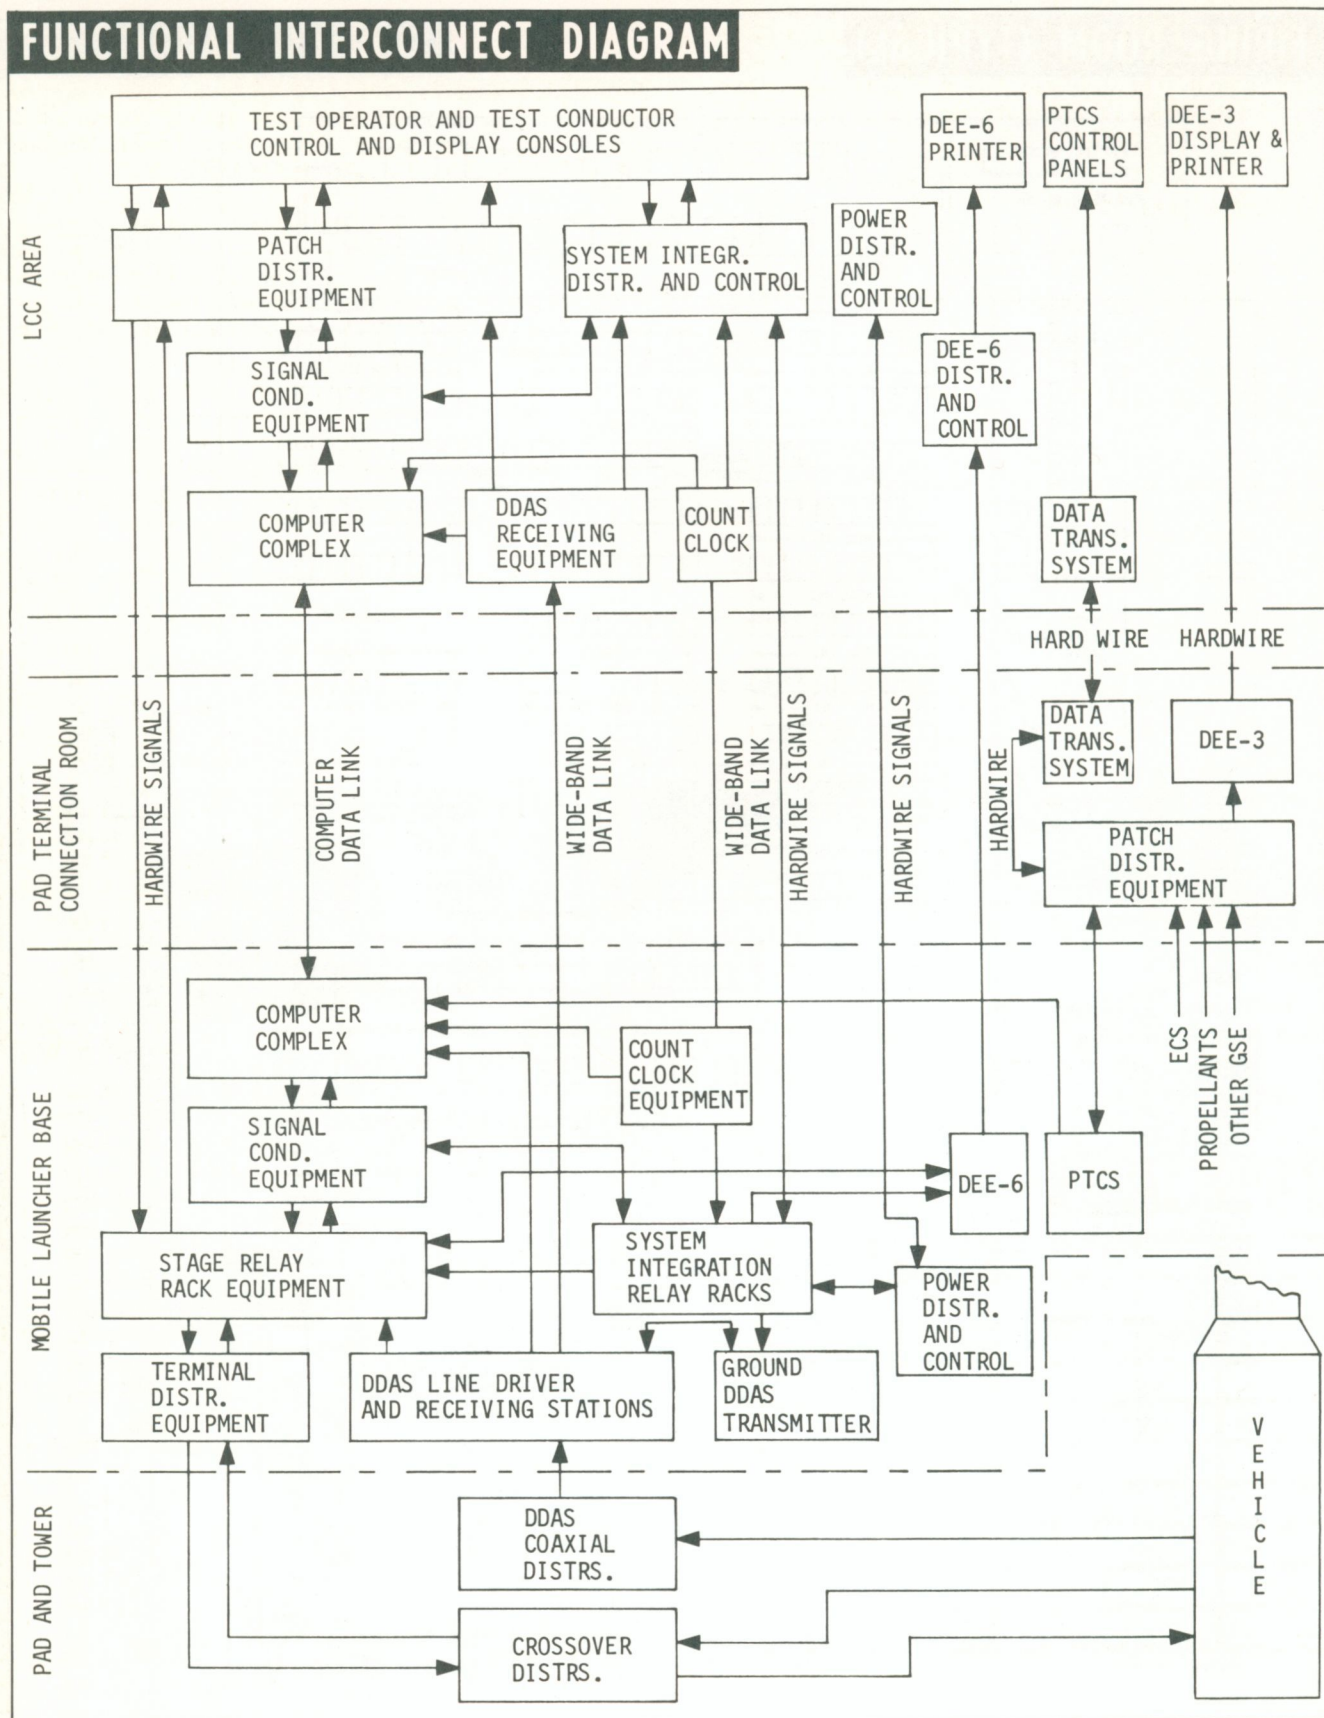 FUNCTIONAL INTERCONNECT DIAGRAM
TEST OPERATOR AND TEST CONDUCTOR
CONTROL AND DISPLAY CONSOLES
DEE-6
PRINTER
PTCS
CONTROL
PANELS
DEE-3
DISPLAY &
PRINTER
LCC AREA
PATCH
DISTR.
EQUIPMENT
SYSTEM INTEGR.
DISTR. AND CONTROL
POWER
DISTR.
AND
CONTROL
DEE-6
DISTR.
AND
CONTROL
SIGNAL
COND.
EQUIPMENT
COMPUTER
COMPLEX
DDAS
RECEIVING
EQUIPMENT
COUNT
CLOCK
DATA
TRANS.
SYSTEM
HARD WIRE
HARDWIRE
PAD TERMINAL
CONNECTION ROOM
HARDWIRE SIGNALS
COMPUTER
DATA LINK
WIDE-BAND
DATA LINK
WIDE-BAND
DATA LINK
HARDWIRE SIGNALS
HARDWIRE SIGNALS
HARDWIRE
DATA
TRANS.
SYSTEM
DEE-3
PATCH
DISTR.
EQUIPMENT
MOBILE LAUNCHER BASE
COMPUTER
COMPLEX
COUNT
CLOCK
EQUIPMENT
ECS
PROPELLANTS
OTHER GSE
SIGNAL
COND.
EQUIPMENT
DEE-6
PTCS
STAGE RELAY
RACK EQUIPMENT
SYSTEM
INTEGRATION
RELAY RACKS
POWER
DISTR.
AND
CONTROL
TERMINAL
DISTR.
EQUIPMENT
DDAS LINE DRIVER
AND RECEIVING STATIONS
GROUND
DDAS
TRANSMITTER
VEHICLE
PAD AND TOWER
DDAS
COAXIAL
DISTRS.
CROSSOVER
DISTRS.